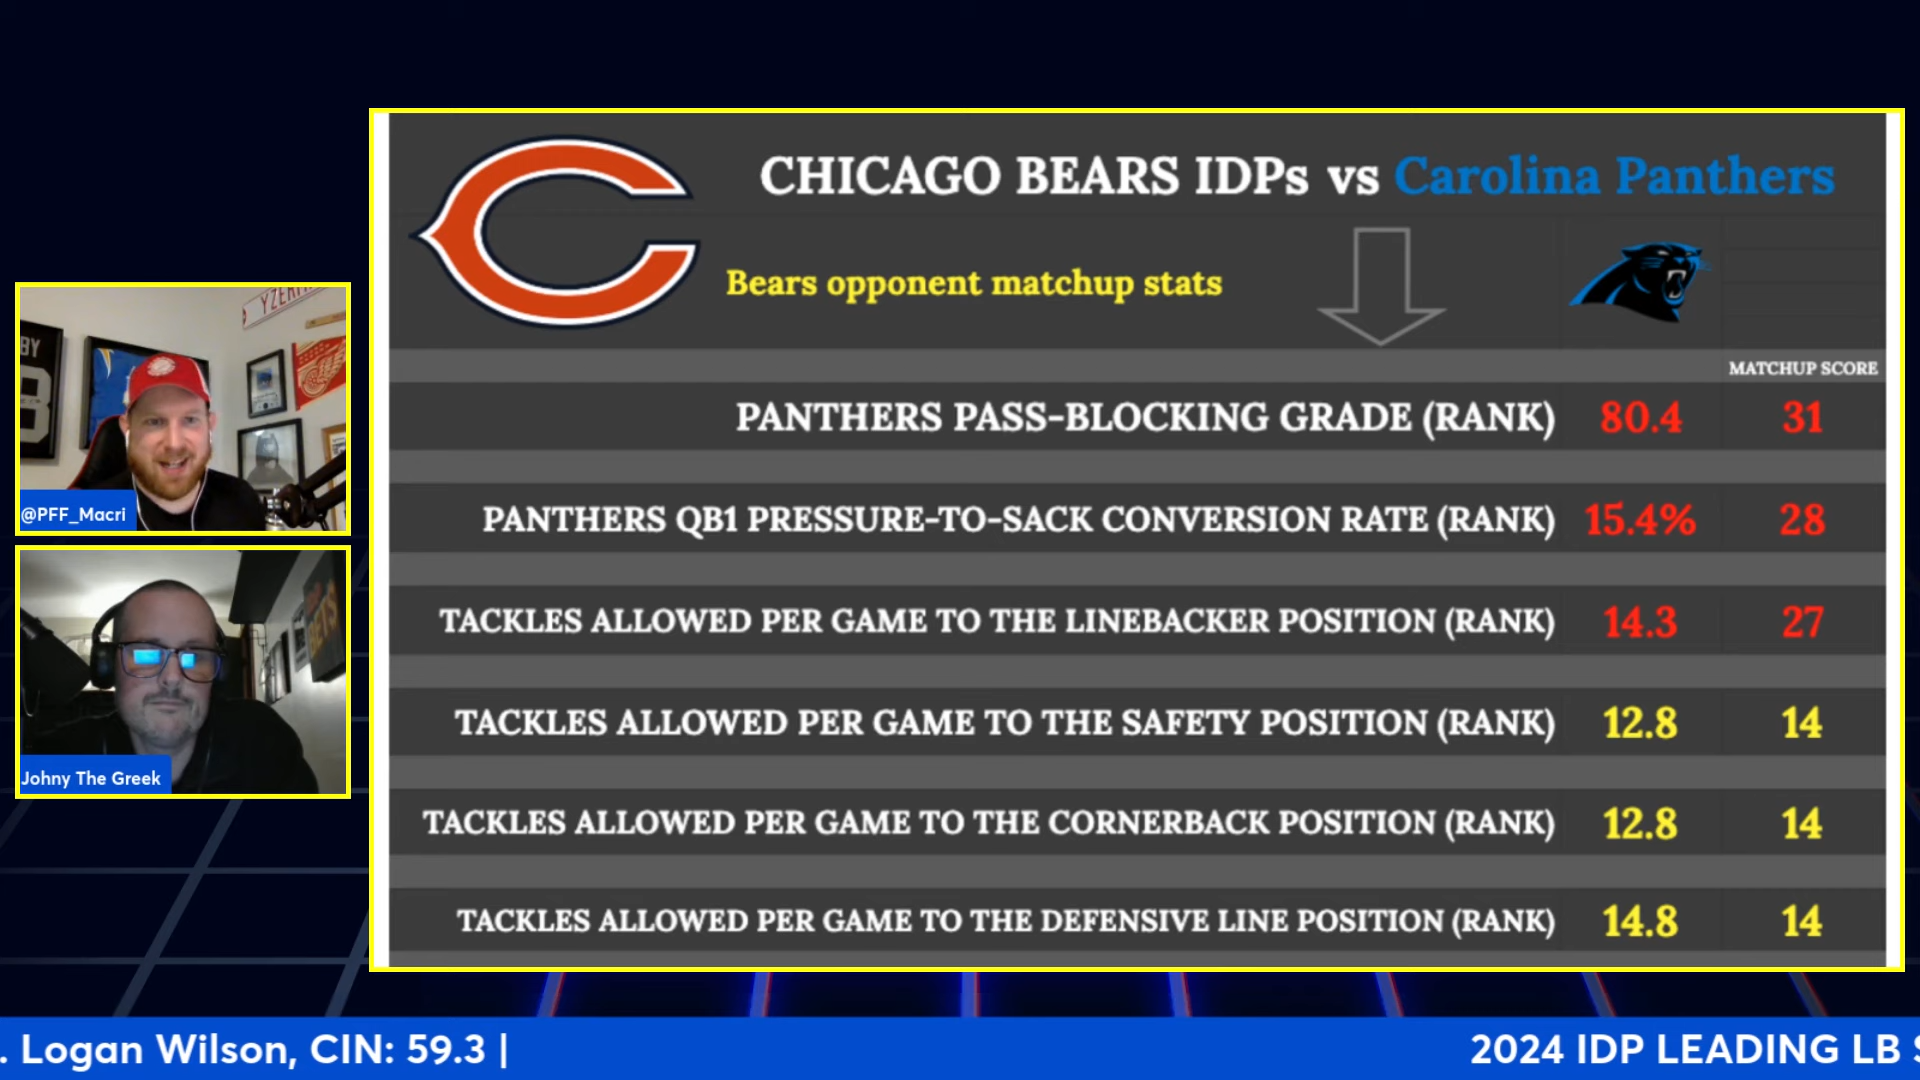 CHICAGO BEARS IDPs vs Carolina Panthers
Bears opponent matchup stats
MATCHUP SCORE
PANTHERS PASS-BLOCKING GRADE (RANK) 80.4 31
PANTHERS QB1 PRESSURE-TO-SACK CONVERSION RATE (RANK) 15.4% 28
TACKLES ALLOWED PER GAME TO THE LINEBACKER POSITION (RANK) 14.3 27
TACKLES ALLOWED PER GAME TO THE SAFETY POSITION (RANK) 12.8 14
TACKLES ALLOWED PER GAME TO THE CORNERBACK POSITION (RANK) 12.8 14
TACKLES ALLOWED PER GAME TO THE DEFENSIVE LINE POSITION (RANK) 14.8 14
YZERM
BY
8
@PFF_Macri
BETS
Johny The Greek
. Logan Wilson, CIN: 59.3 |
2024 IDP LEADING LB S